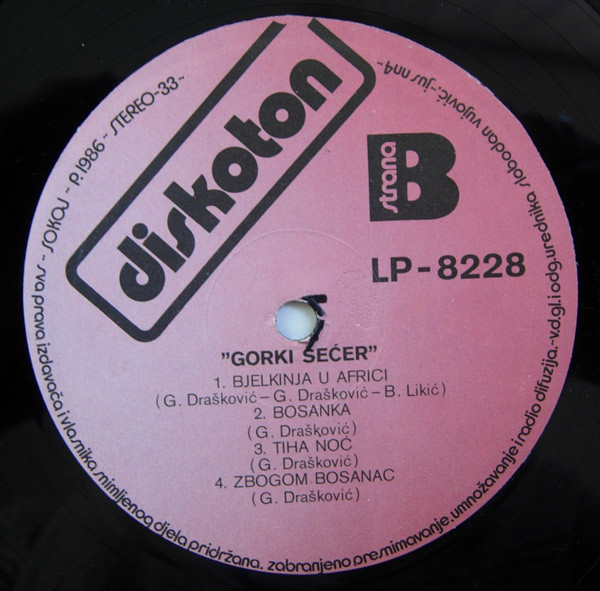 diskoton
strana B
LP-8228
"GORKI ŠEĆER"
1. BJELKINJA U AFRICI
(G. Drašković – G. Drašković – B. Likić)
2. BOSANKA
(G. Drašković)
3. TIHA NOĆ
(G. Drašković)
4. ZBOGOM BOSANAC
(G. Drašković)
SOKOJ - P.1986 - STEREO-33-
-sva prava izdavača i vlasnika snimljenog djela pridržana. zabranjeno presnimavanje. umnožavanje i radio difuzija.-v.d.gl.i odg.urednika slobodan vujović.-jus nn4-